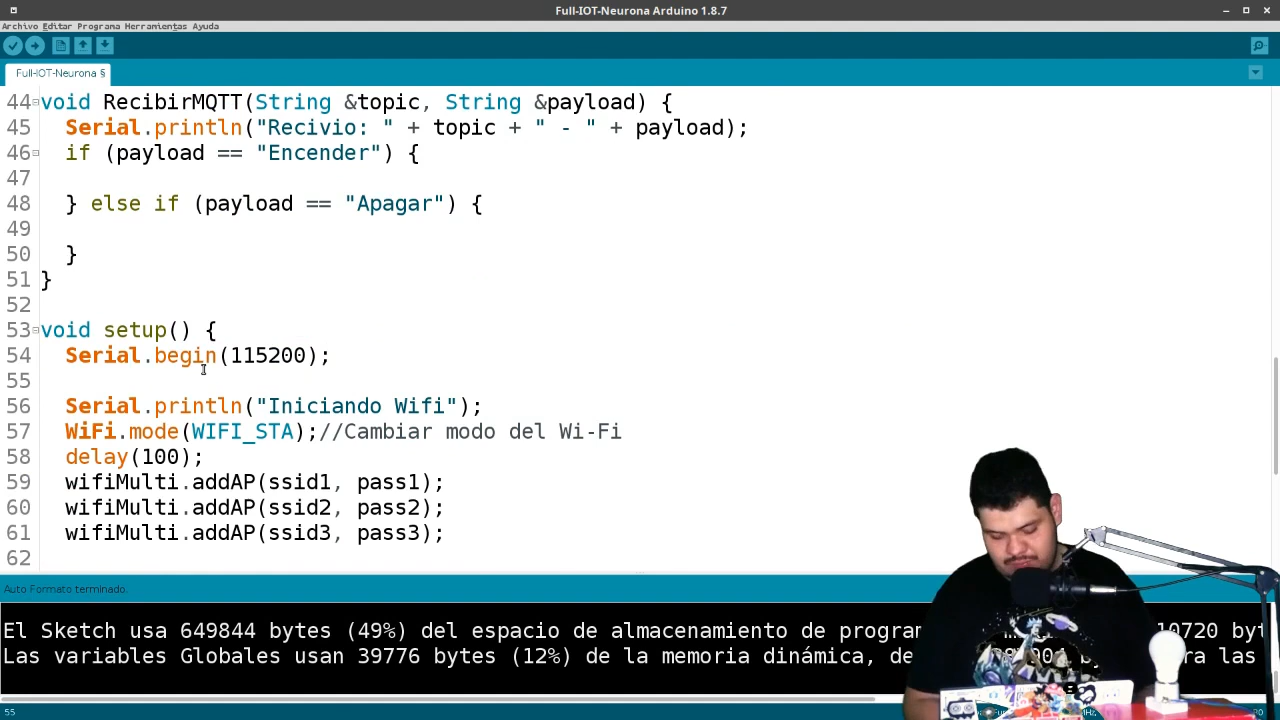 Full-IOT-Neurona Arduino 1.8.7
Archivo Editar Programa Herramientas Ayuda
Full-IOT-Neurona §
44 void RecibirMQTT(String &topic, String &payload) {
45 Serial.println("Recivio: " + topic + " - " + payload);
46 if (payload == "Encender") {
47
48 } else if (payload == "Apagar") {
49
50 }
51 }
52
53 void setup() {
54 Serial.begin(115200);
55
56 Serial.println("Iniciando Wifi");
57 WiFi.mode(WIFI_STA);//Cambiar modo del Wi-Fi
58 delay(100);
59 wifiMulti.addAP(ssid1, pass1);
60 wifiMulti.addAP(ssid2, pass2);
61 wifiMulti.addAP(ssid3, pass3);
62
Auto Formato terminado.
El Sketch usa 649844 bytes (49%) del espacio de almacenamiento de 10720
Las variables Globales usan 39776 bytes (12%) de la memoria dinámica, las
55